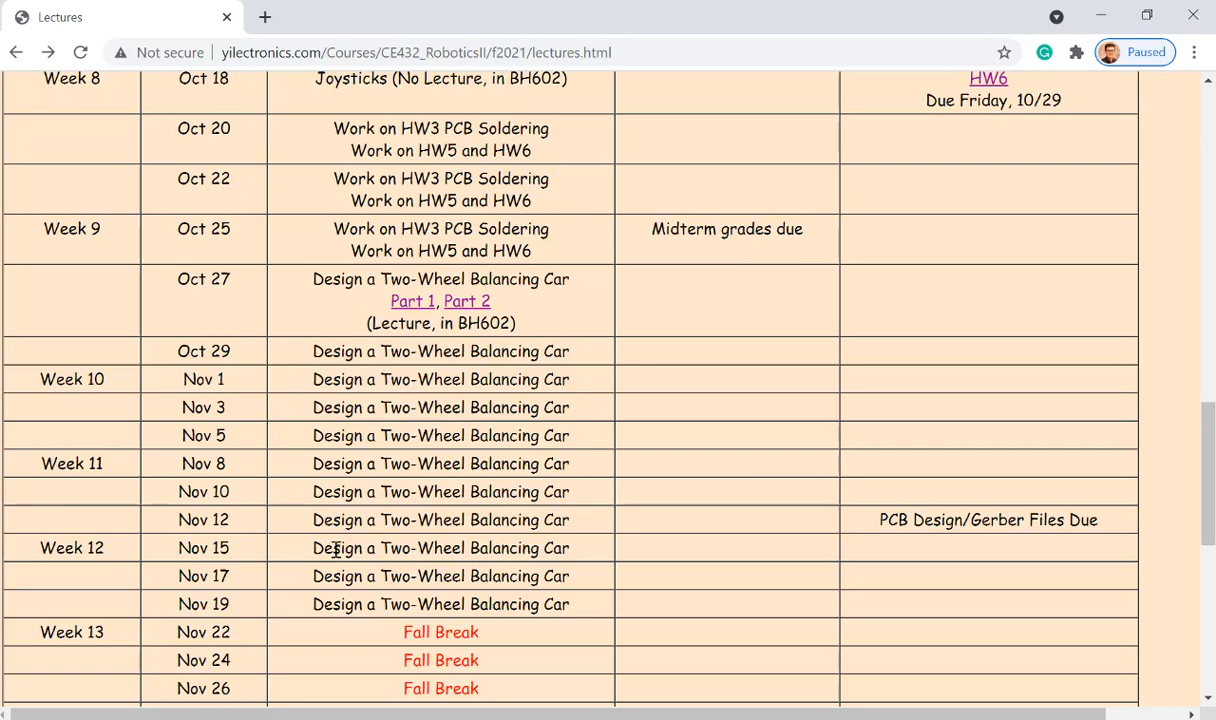 Lectures
Not secure
yilectronics.com/Courses/CE432_RoboticsII/f2021/lectures.html
Paused
Week 8
Oct 18
Joysticks (No Lecture, in BH602)
HW6
Due Friday, 10/29
Oct 20
Work on HW3 PCB Soldering
Work on HW5 and HW6
Oct 22
Work on HW3 PCB Soldering
Work on HW5 and HW6
Week 9
Oct 25
Work on HW3 PCB Soldering
Work on HW5 and HW6
Midterm grades due
Oct 27
Design a Two-Wheel Balancing Car
Part 1, Part 2
(Lecture, in BH602)
Oct 29
Design a Two-Wheel Balancing Car
Week 10
Nov 1
Design a Two-Wheel Balancing Car
Nov 3
Design a Two-Wheel Balancing Car
Nov 5
Design a Two-Wheel Balancing Car
Week 11
Nov 8
Design a Two-Wheel Balancing Car
Nov 10
Design a Two-Wheel Balancing Car
Nov 12
Design a Two-Wheel Balancing Car
PCB Design/Gerber Files Due
Week 12
Nov 15
Design a Two-Wheel Balancing Car
Nov 17
Design a Two-Wheel Balancing Car
Nov 19
Design a Two-Wheel Balancing Car
Week 13
Nov 22
Fall Break
Nov 24
Fall Break
Nov 26
Fall Break